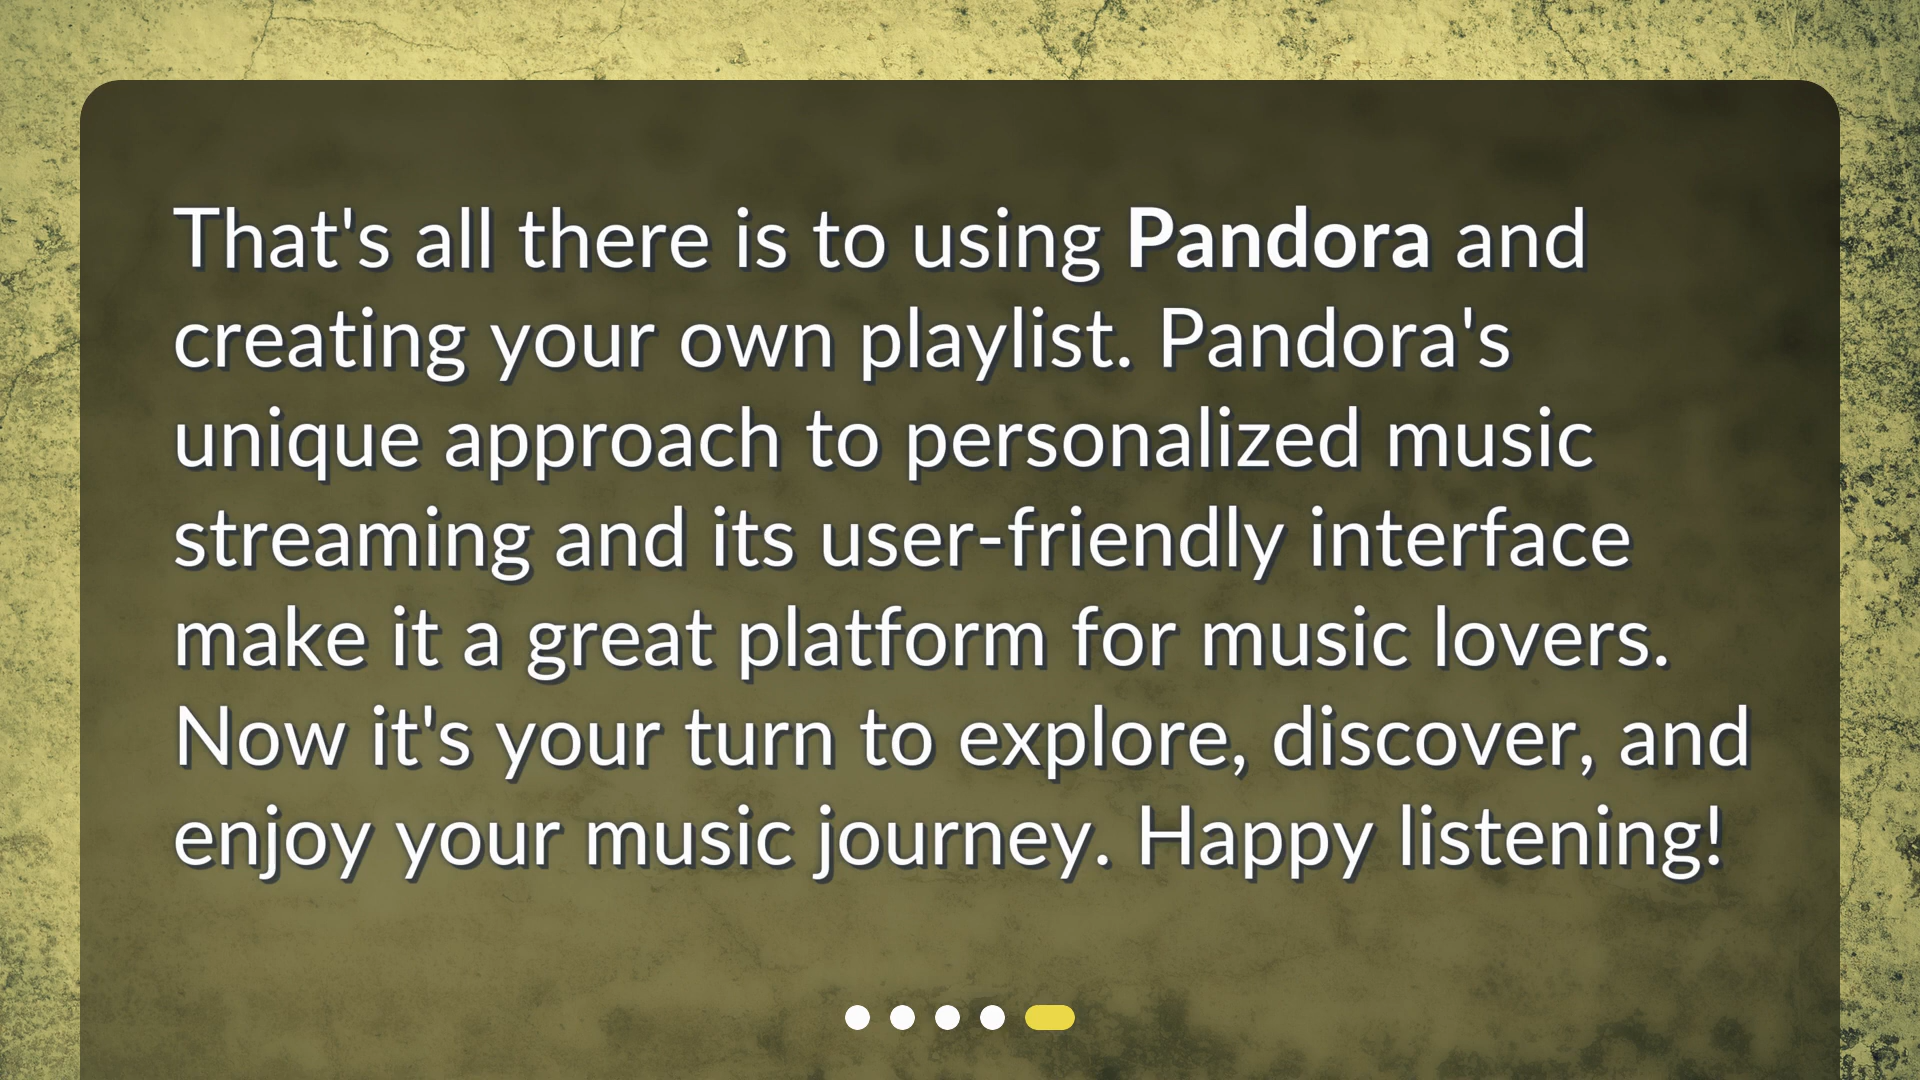 That's all there is to using Pandora and
creating your own playlist. Pandora's
unique approach to personalized music
streaming and its user-friendly interface
make it a great platform for music lovers.
Now it's your turn to explore, discover, and
enjoy your music journey. Happy listening!